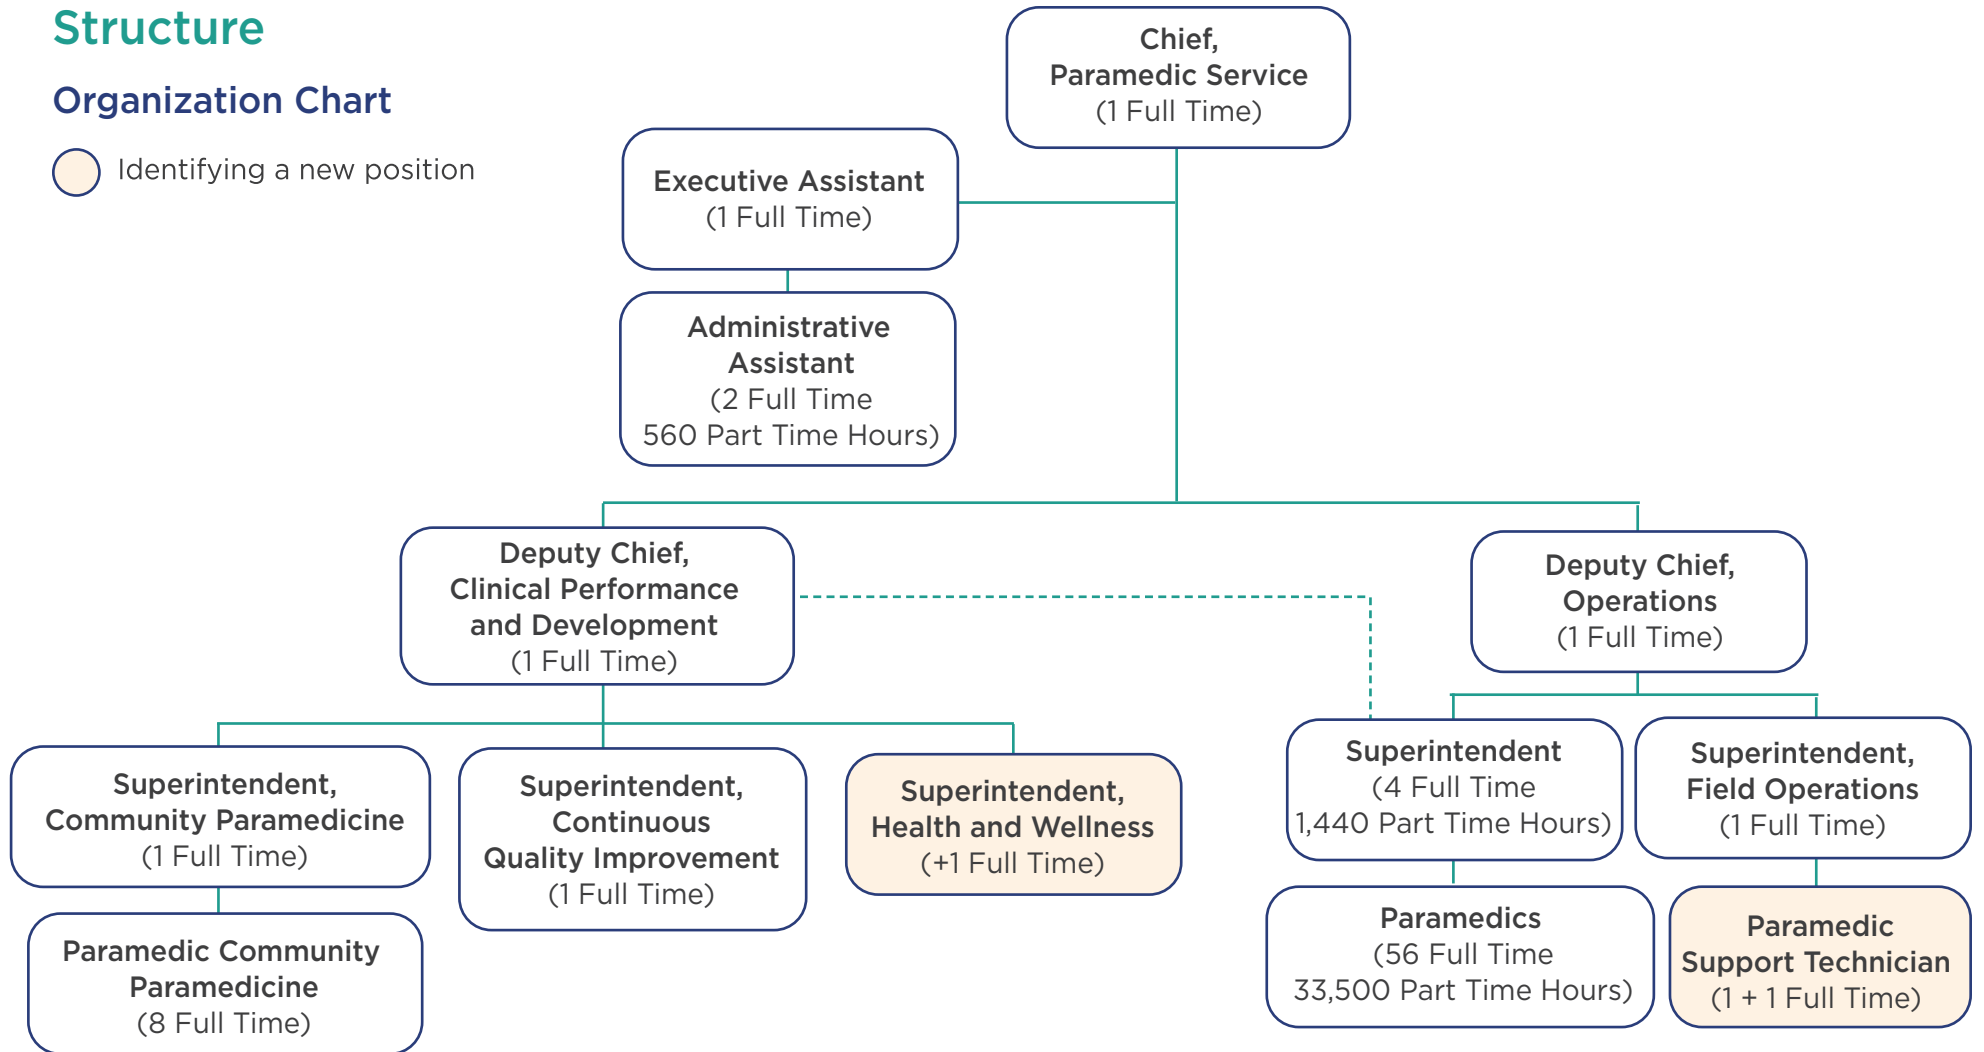 Structure
Organization Chart
Identifying a new position
Chief,
Paramedic Service
(1 Full Time)
Executive Assistant
(1 Full Time)
Administrative
Assistant
(2 Full Time
560 Part Time Hours)
Deputy Chief,
Clinical Performance
and Development
(1 Full Time)
Deputy Chief,
Operations
(1 Full Time)
Superintendent,
Community Paramedicine
(1 Full Time)
Superintendent,
Continuous
Quality Improvement
(1 Full Time)
Superintendent,
Health and Wellness
(+1 Full Time)
Superintendent
(4 Full Time
1,440 Part Time Hours)
Superintendent,
Field Operations
(1 Full Time)
Paramedic Community
Paramedicine
(8 Full Time)
Paramedics
(56 Full Time
33,500 Part Time Hours)
Paramedic
Support Technician
(1 + 1 Full Time)